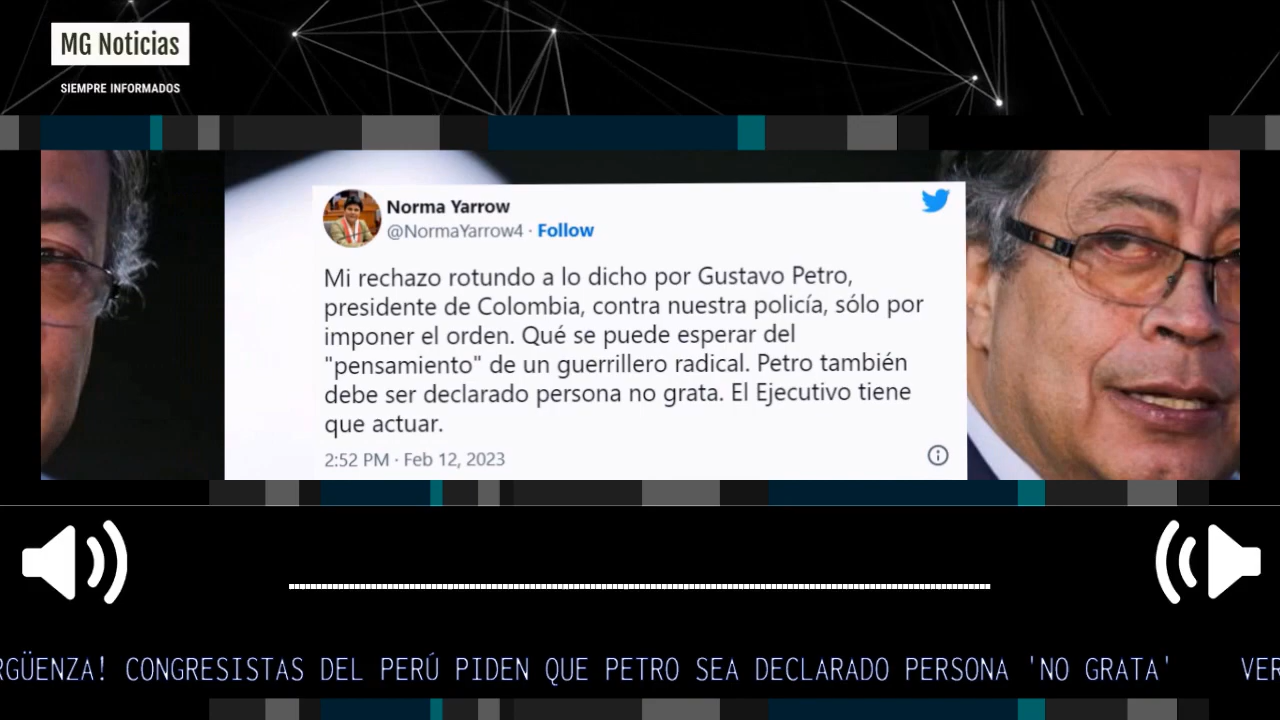 MG Noticias
SIEMPRE INFORMADOS
Norma Yarrow
@NormaYarrow4 · Follow
Mi rechazo rotundo a lo dicho por Gustavo Petro,
presidente de Colombia, contra nuestra policía, sólo por
imponer el orden. Qué se puede esperar del
"pensamiento" de un guerrillero radical. Petro también
debe ser declarado persona no grata. El Ejecutivo tiene
que actuar.
2:52 PM · Feb 12, 2023
RGÜENZA! CONGRESISTAS DEL PERÚ PIDEN QUE PETRO SEA DECLARADO PERSONA 'NO GRATA' VER